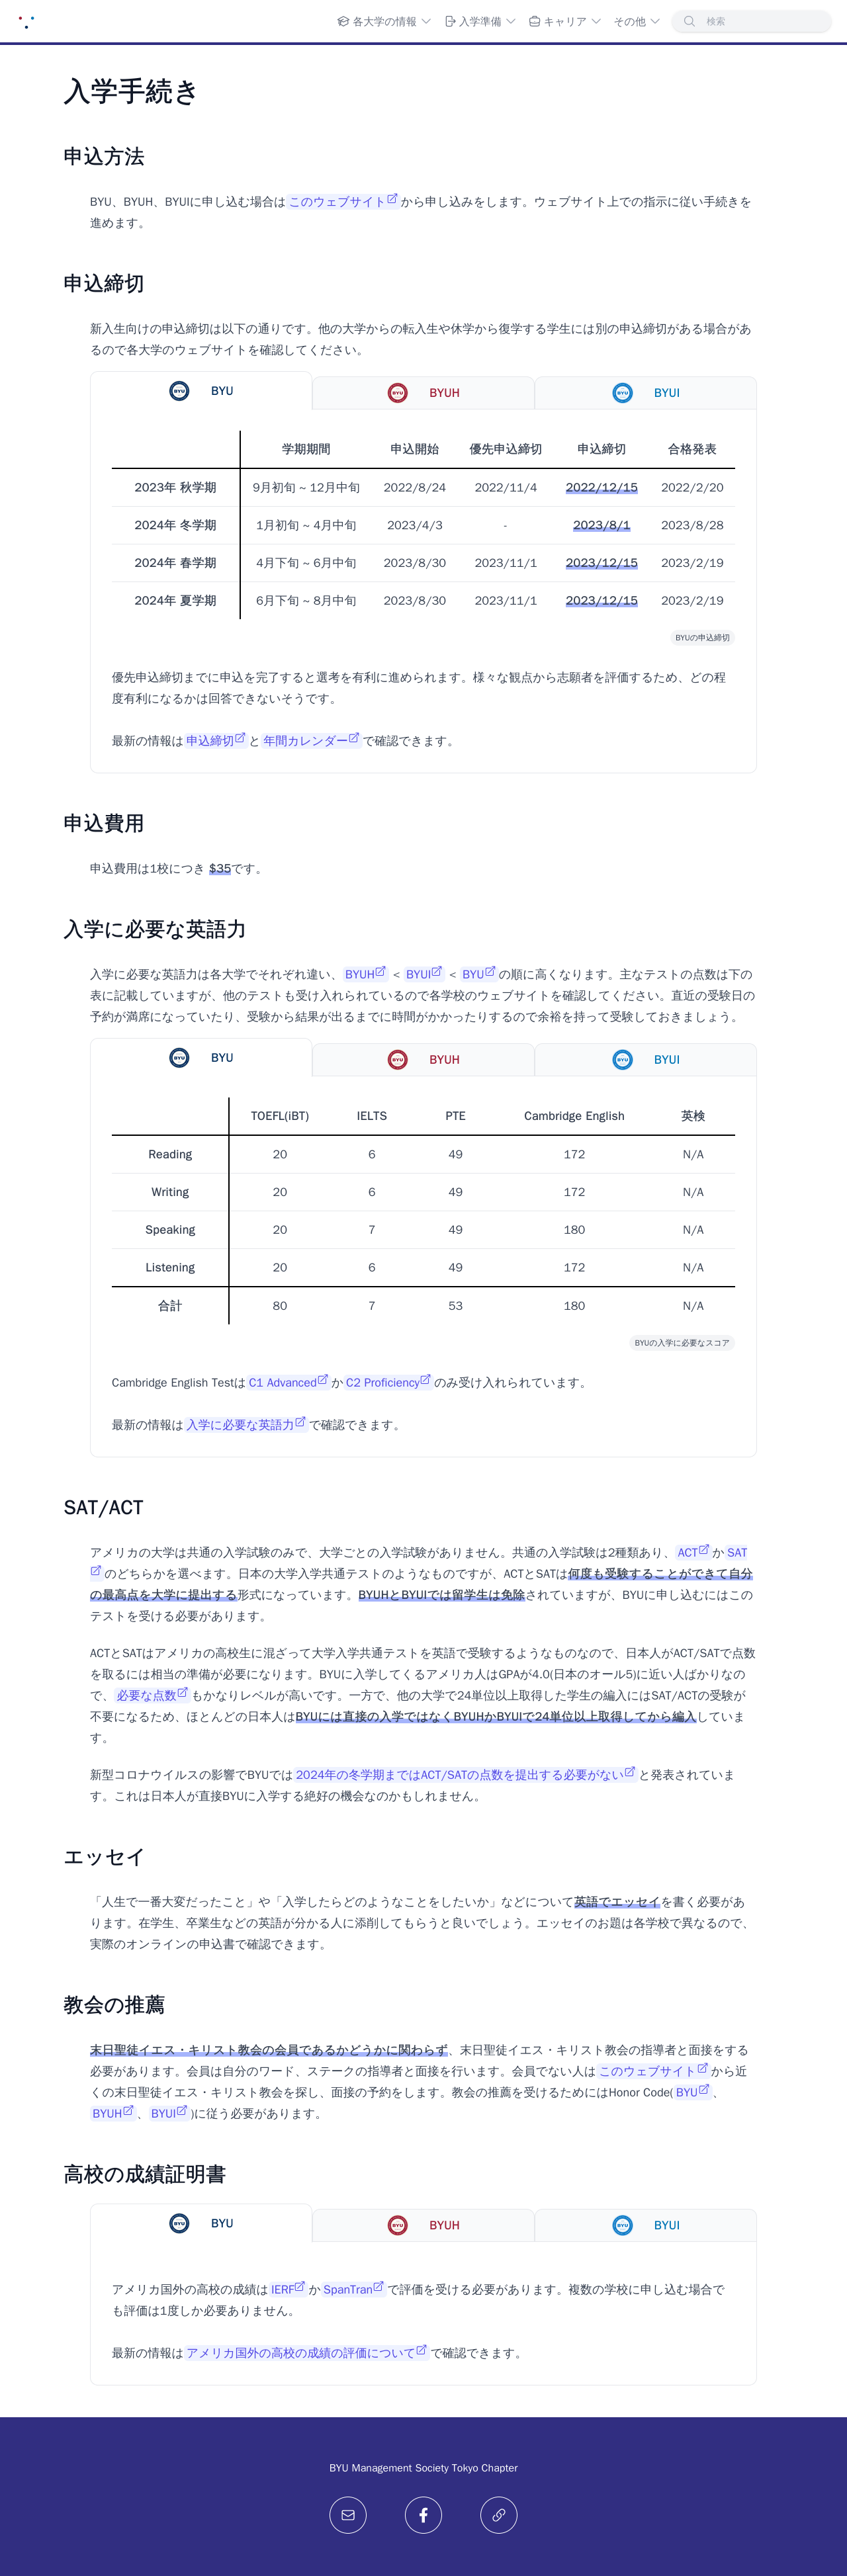 各大学の情報 入学準備 キャリア その他 検索
入学手続き
申込方法
BYU、BYUH、BYUIに申し込む場合はこのウェブサイトから申し込みをします。ウェブサイト上での指示に従い手続きを
進めます。
申込締切
新入生向けの申込締切は以下の通りです。他の大学からの転入生や休学から復学する学生には別の申込締切がある場合があ
るので各大学のウェブサイトを確認してください。
BYU BYUH BYUI
学期期間 申込開始 優先申込締切 申込締切 合格発表
2023年 秋学期 9月初旬 ~ 12月中旬 2022/8/24 2022/11/4 2022/12/15 2022/2/20
2024年 冬学期 1月初旬 ~ 4月中旬 2023/4/3 - 2023/8/1 2023/8/28
2024年 春学期 4月下旬 ~ 6月中旬 2023/8/30 2023/11/1 2023/12/15 2023/2/19
2024年 夏学期 6月下旬 ~ 8月中旬 2023/8/30 2023/11/1 2023/12/15 2023/2/19
BYUの申込締切
優先申込締切までに申込を完了すると選考を有利に進められます。様々な観点から志願者を評価するため、どの程
度有利になるかは回答できないそうです。
最新の情報は申込締切と年間カレンダーで確認できます。
申込費用
申込費用は1校につき $35です。
入学に必要な英語力
入学に必要な英語力は各大学でそれぞれ違い、BYUH < BYUI < BYUの順に高くなります。主なテストの点数は下の
表に記載していますが、他のテストも受け入れられているので各学校のウェブサイトを確認してください。直近の受験日の
予約が満席になっていたり、受験から結果が出るまでに時間がかかったりするので余裕を持って受験しておきましょう。
BYU BYUH BYUI
TOEFL(iBT) IELTS PTE Cambridge English 英検
Reading 20 6 49 172 N/A
Writing 20 6 49 172 N/A
Speaking 20 7 49 180 N/A
Listening 20 6 49 172 N/A
合計 80 7 53 180 N/A
BYUの入学に必要なスコア
Cambridge English TestはC1 AdvancedかC2 Proficiencyのみ受け入れられています。
最新の情報は入学に必要な英語力で確認できます。
SAT/ACT
アメリカの大学は共通の入学試験のみで、大学ごとの入学試験がありません。共通の入学試験は2種類あり、ACTかSAT
のどちらかを選べます。日本の大学入学共通テストのようなものですが、ACTとSATは何度も受験することができて自分
の最高点を大学に提出する形式になっています。BYUHとBYUIでは留学生は免除されていますが、BYUに申し込むにはこの
テストを受ける必要があります。
ACTとSATはアメリカの高校生に混ざって大学入学共通テストを英語で受験するようなものなので、日本人がACT/SATで点数
を取るには相当の準備が必要になります。BYUに入学してくるアメリカ人はGPAが4.0(日本のオール5)に近い人ばかりなの
で、必要な点数もかなりレベルが高いです。一方で、他の大学で24単位以上取得した学生の編入にはSAT/ACTの受験が
不要になるため、ほとんどの日本人はBYUには直接の入学ではなくBYUHかBYUIで24単位以上取得してから編入していま
す。
新型コロナウイルスの影響でBYUでは2024年の冬学期まではACT/SATの点数を提出する必要がないと発表されていま
す。これは日本人が直接BYUに入学する絶好の機会なのかもしれません。
エッセイ
「人生で一番大変だったこと」や「入学したらどのようなことをしたいか」などについて英語でエッセイを書く必要があ
ります。在学生、卒業生などの英語が分かる人に添削してもらうと良いでしょう。エッセイのお題は各学校で異なるので、
実際のオンラインの申込書で確認できます。
教会の推薦
末日聖徒イエス・キリスト教会の会員であるかどうかに関わらず、末日聖徒イエス・キリスト教会の指導者と面接をする
必要があります。会員は自分のワード、ステークの指導者と面接を行います。会員でない人はこのウェブサイトから近
くの末日聖徒イエス・キリスト教会を探し、面接の予約をします。教会の推薦を受けるためにはHonor Code(BYU、
BYUH、BYUI)に従う必要があります。
高校の成績証明書
BYU BYUH BYUI
アメリカ国外の高校の成績はIERFかSpanTranで評価を受ける必要があります。複数の学校に申し込む場合で
も評価は1度しか必要ありません。
最新の情報はアメリカ国外の高校の成績の評価についてで確認できます。
BYU Management Society Tokyo Chapter